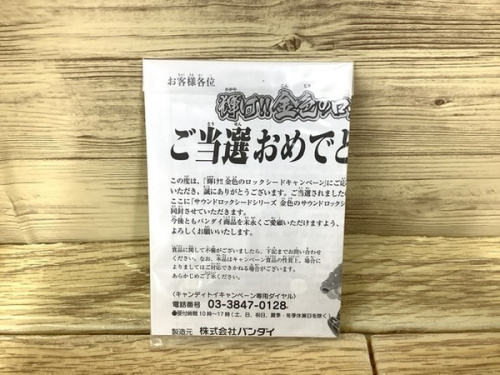 お客様各位
輝け!!金色のロ
ご当選おめでと
この度は、「輝け!! 金色のロックシードキャンペーン」にご応
いただき、誠にありがとうございます。ご当選されました
ここに「サウンドロックシードシリーズ 金色のサウンドロックシ
同封させていただきます。
今後ともバンダイ商品を末永くご愛顧いただけますよう、
よろしくお願いいたします。
賞品に関して不備がございましたら、下記までお問い合わせ
ください。なお、本品はキャンペーン賞品の性質上、場合に
よりましてはご対応できかねる場合がございます。
あらかじめご了承ください。
〈キャンディトイキャンペーン専用ダイヤル〉
電話番号 03-3847-0128
●受付時間 10時〜17時(土、日、祝日、夏季・冬季休業日を除く)
製造元 株式会社バンダイ